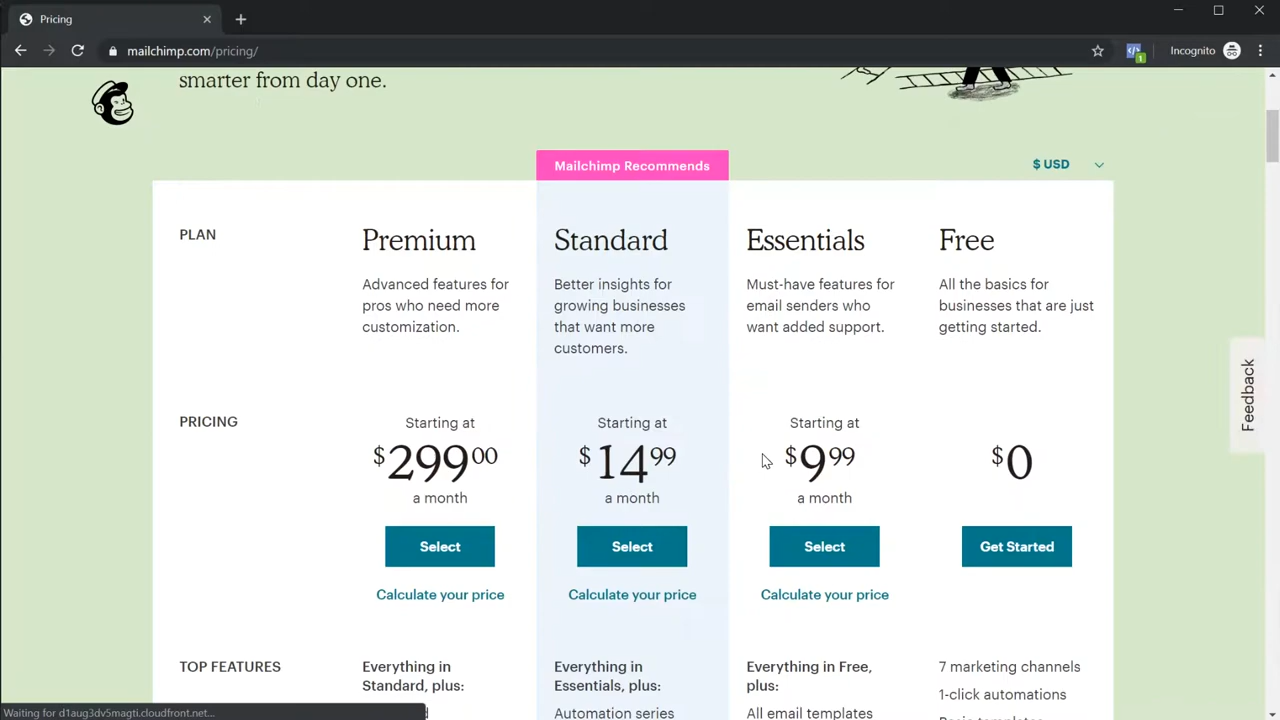 Pricing
mailchimp.com/pricing/
Incognito
1
smarter from day one.
Mailchimp Recommends
$ USD
PLAN
Premium
Standard
Essentials
Free
Advanced features for
pros who need more
customization.
Better insights for
growing businesses
that want more
customers.
Must-have features for
email senders who
want added support.
All the basics for
businesses that are just
getting started.
Feedback
PRICING
Starting at
$299 00
a month
Select
Calculate your price
Starting at
$14 99
a month
Select
Calculate your price
Starting at
$9 99
a month
Select
Calculate your price
$0
Get Started
TOP FEATURES
Everything in
Standard, plus:
Everything in
Essentials, plus:
Automation series
Everything in Free,
plus:
All email templates
7 marketing channels
1-click automations
Waiting for d1aug3dv5magti.cloudfront.net...